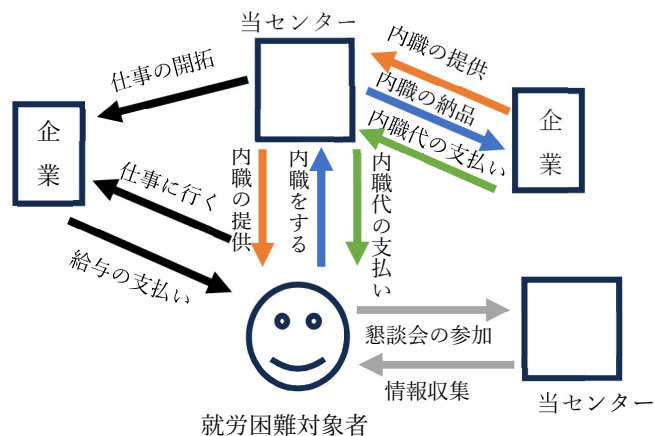 当センター
仕事の開拓
内職の提供
内職の納品
内職代の支払い
企業
企業
仕事に行く
給与の支払い
内職の提供
内職をする
内職代の支払い
懇談会の参加
情報収集
当センター
就労困難対象者